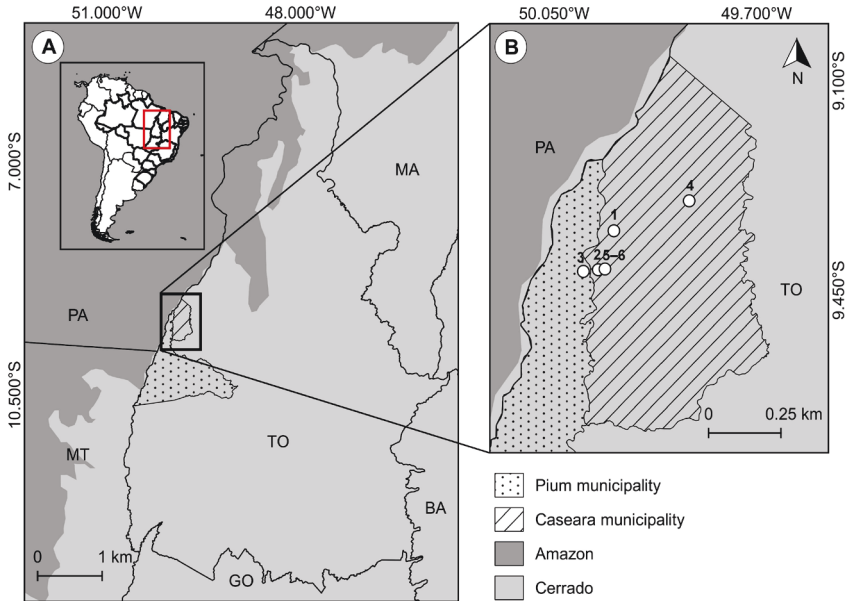 51.000°W
48.000°W
50.050°W
49.700°W
A
B
N
9.100°S
7.000°S
MA
PA
4
1
3
2
5–6
9.450°S
TO
PA
10.500°S
0
0.25 km
MT
TO
BA
GO
0
1 km
Pium municipality
Caseara municipality
Amazon
Cerrado